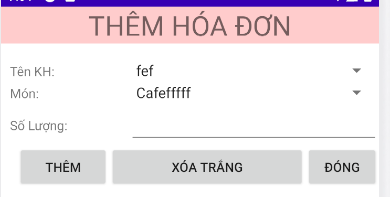 THÊM HÓA ĐƠN
Tên KH: fef
Món: Cafefffff
Số Lượng:
THÊM XÓA TRẮNG ĐÓNG